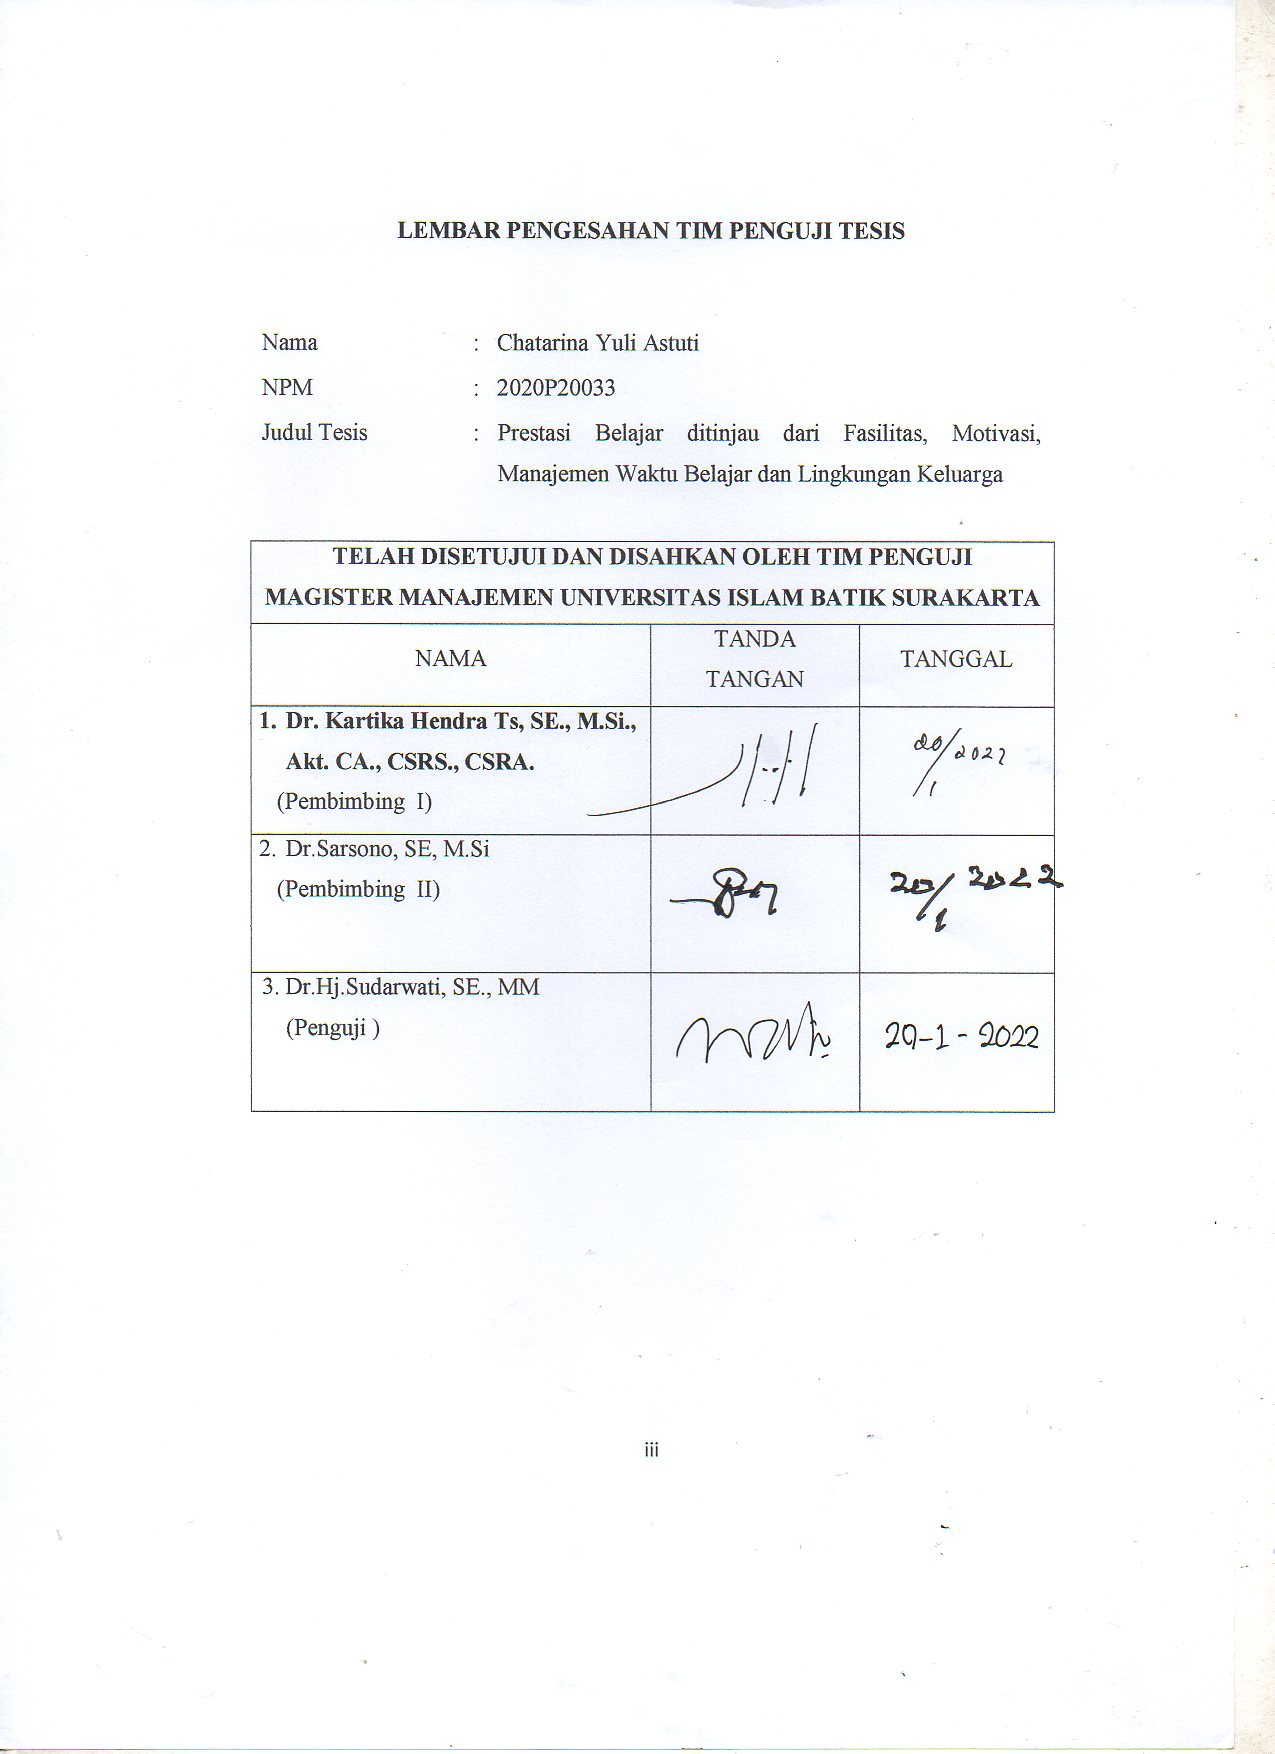 LEMBAR PENGESAHAN TIM PENGUJI TESIS
Nama : Chatarina Yuli Astuti
NPM : 2020P20033
Judul Tesis : Prestasi Belajar ditinjau dari Fasilitas, Motivasi,
Manajemen Waktu Belajar dan Lingkungan Keluarga
TELAH DISETUJUI DAN DISAHKAN OLEH TIM PENGUJI
MAGISTER MANAJEMEN UNIVERSITAS ISLAM BATIK SURAKARTA
NAMA
TANDA
TANGAN
TANGGAL
1. Dr. Kartika Hendra Ts, SE., M.Si.,
Akt. CA., CSRS., CSRA.
(Pembimbing I)
20/1 2022
2. Dr.Sarsono, SE, M.Si
(Pembimbing II)
20/1 2022
3. Dr.Hj.Sudarwati, SE., MM
(Penguji )
20-1-2022
iii